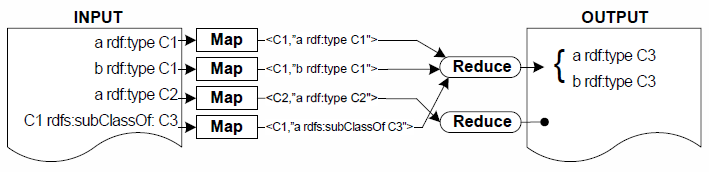 INPUT
OUTPUT
a rdf:type C1 Map <C1,"a rdf:type C1">
b rdf:type C1 Map <C1,"b rdf:type C1">
a rdf:type C2 Map <C2,"a rdf:type C2">
C1 rdfs:subClassOf: C3 Map <C1,"a rdfs:subClassOf C3">
Reduce
Reduce
{ a rdf:type C3
b rdf:type C3